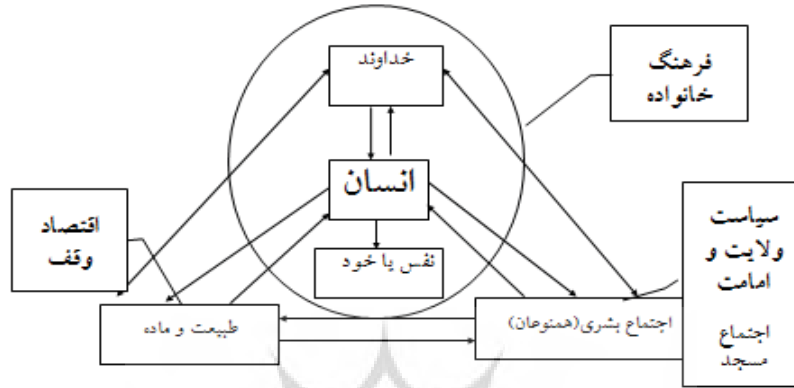 خداوند
فرهنگ
خانواده
انسان
سیاست
ولایت و
امامت
اجتماع
مسجد
اقتصاد
وقف
نفس یا خود
اجتماع بشری(همنوعان)
طبیعت و ماده